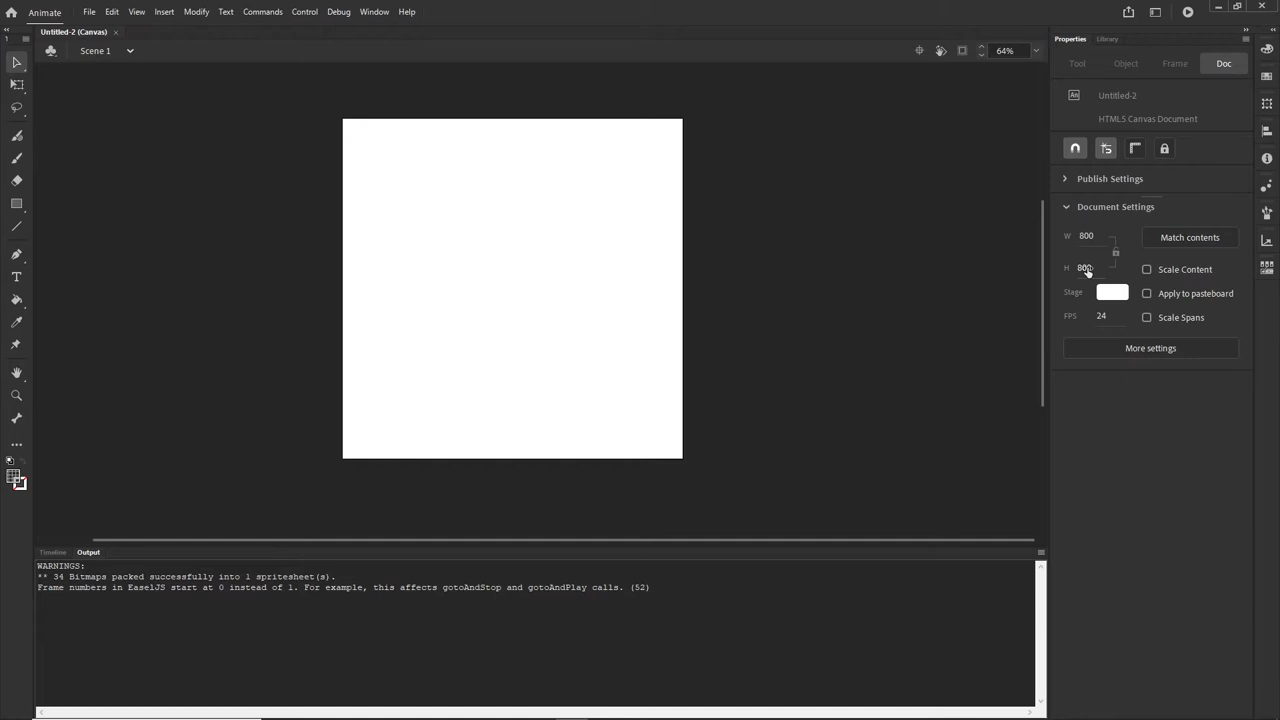 Animate File Edit View Insert Modify Text Commands Control Debug Window Help
Untitled-2 (Canvas)
1
Scene 1
64%
Properties Library
Tool Object Frame Doc
An Untitled-2
HTML5 Canvas Document
Publish Settings
Document Settings
W 800 Match contents
H 800 Scale Content
Stage Apply to pasteboard
FPS 24 Scale Spans
More settings
Timeline Output
WARNINGS:
** 34 Bitmaps packed successfully into 1 spritesheet(s).
Frame numbers in EaselJS start at 0 instead of 1. For example, this affects gotoAndStop and gotoAndPlay calls. (52)